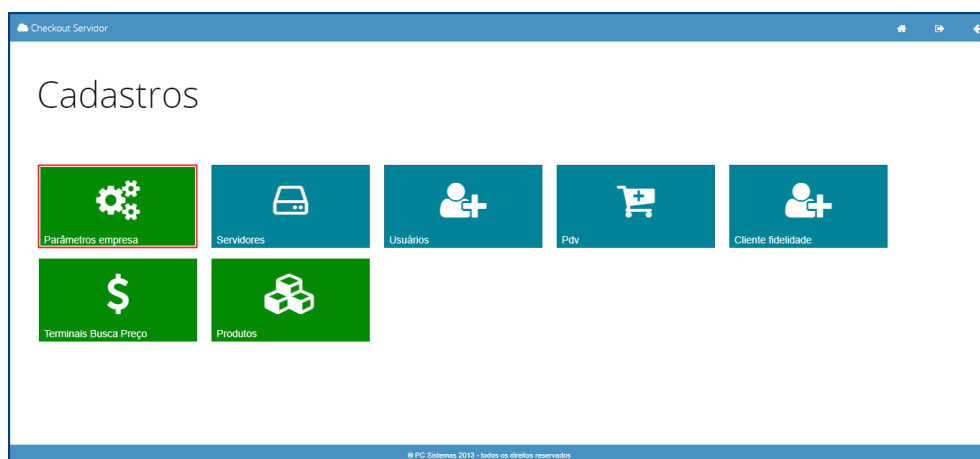 Checkout Servidor
Cadastros
Parâmetros empresa
Servidores
Usuários
Pdv
Cliente fidelidade
Terminais Busca Preço
Produtos
® PC Sistemas 2013 - todos os direitos reservados